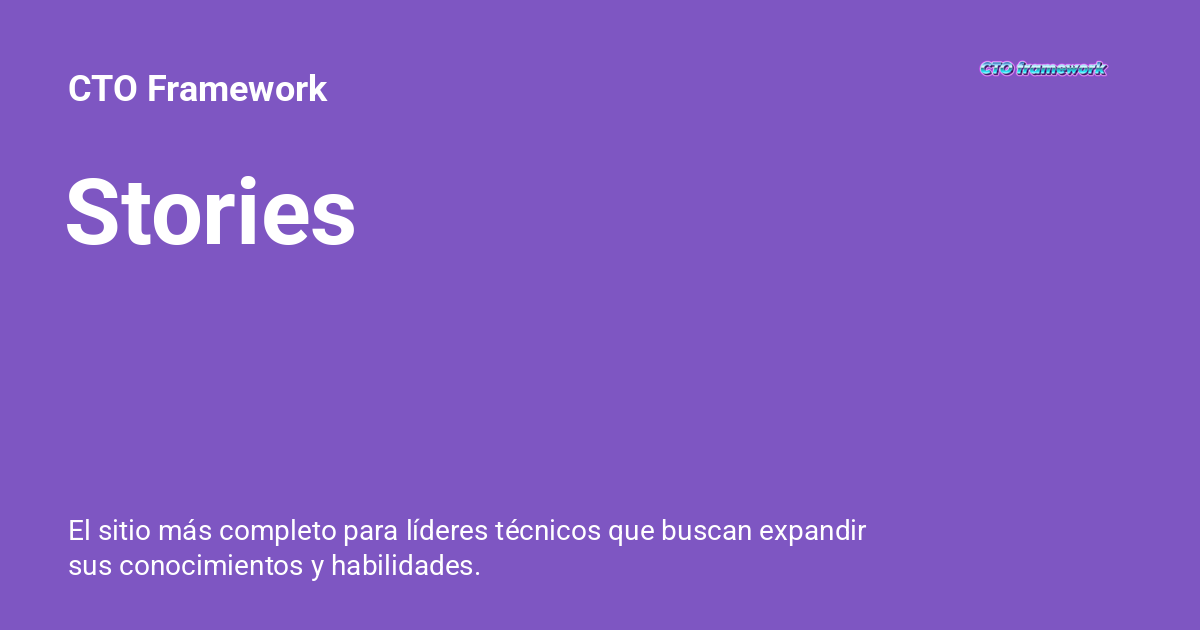 CTO Framework
CTO framework
Stories
El sitio más completo para líderes técnicos que buscan expandir
sus conocimientos y habilidades.